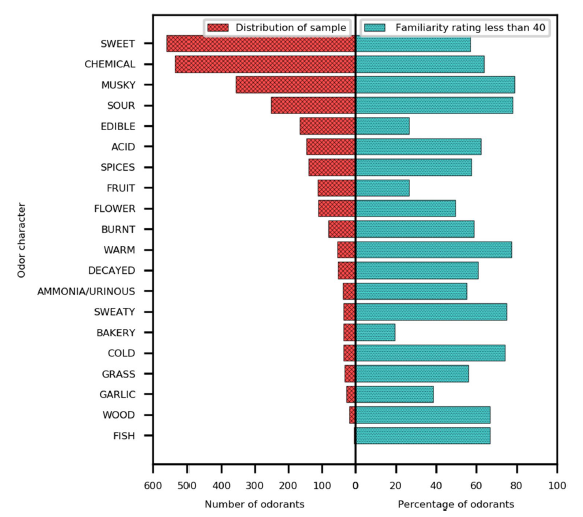 Distribution of sample
Familiarity rating less than 40
SWEET
CHEMICAL
MUSKY
SOUR
EDIBLE
ACID
SPICES
FRUIT
FLOWER
BURNT
WARM
DECAYED
AMMONIA/URINOUS
SWEATY
BAKERY
COLD
GRASS
GARLIC
WOOD
FISH
Odor character
600 500 400 300 200 100 0 20 40 60 80 100
Number of odorants
Percentage of odorants